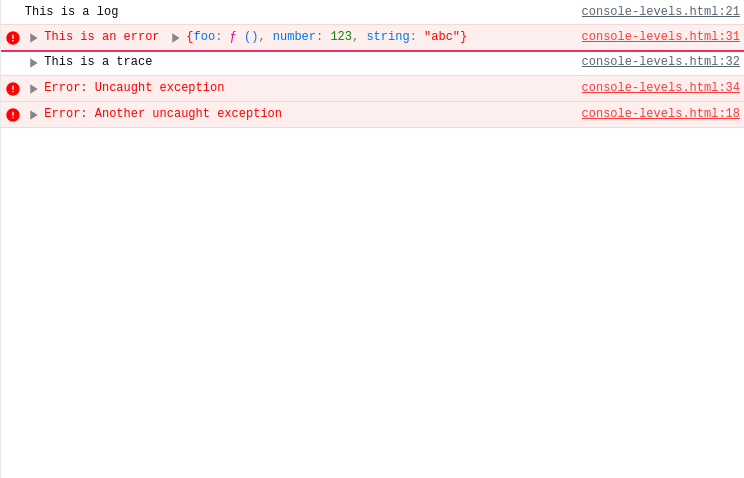 This is a log console-levels.html:21
This is an error {foo: ƒ (), number: 123, string: "abc"} console-levels.html:31
This is a trace console-levels.html:32
Error: Uncaught exception console-levels.html:34
Error: Another uncaught exception console-levels.html:18